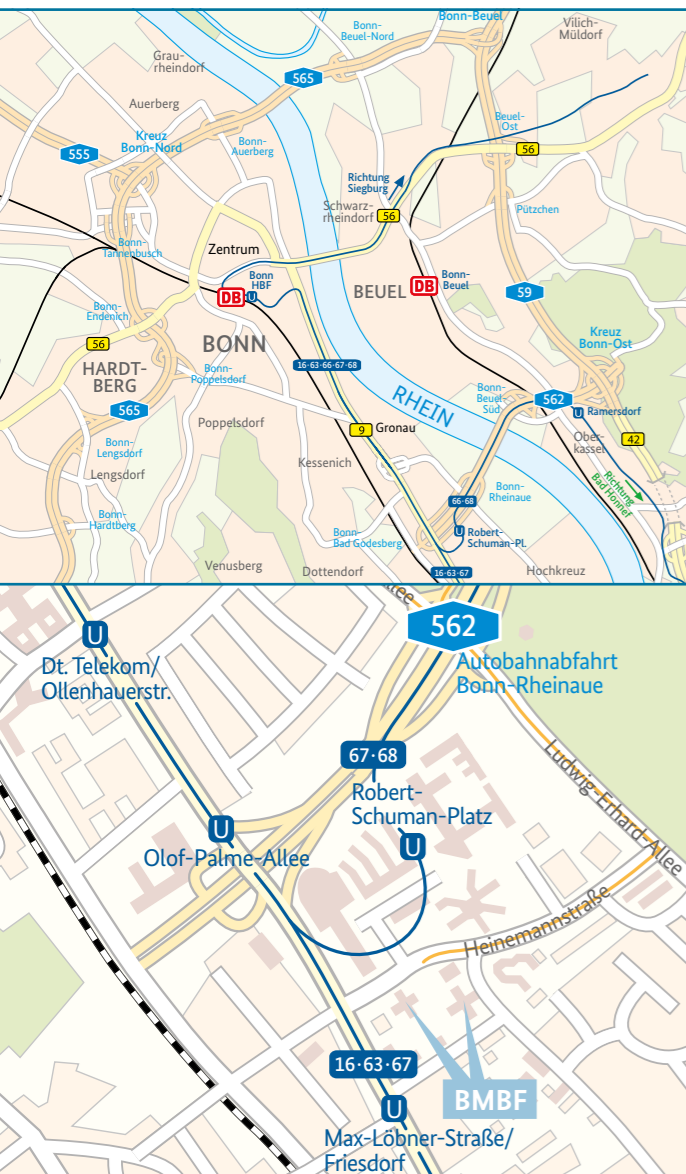 Bonn-Beuel
Bonn-
Beuel-Nord
Vilich-
Müldorf
Grau-
rheindorf
565
Auerberg
Beuel-
Ost
Kreuz
Bonn-Nord
555
Bonn-
Auerberg
56
Richtung
Siegburg
Schwarz-
rheindorf
56
Pützchen
Bonn-
Tannenbusch
Zentrum
Bonn
HBF
DB
U
BEUEL
DB
Bonn-
Beuel
59
Bonn-
Endenich
56
BONN
Kreuz
Bonn-Ost
HARDT-
BERG
Bonn-
Poppelsdorf
16·63·66·67·68
RHEIN
Bonn-
Beuel-
Süd
562
U
Ramersdorf
565
Poppelsdorf
9
Gronau
Ober-
kassel
42
Bonn-
Lengsdorf
Lengsdorf
Kessenich
Richtung
Bad Honnef
Bonn-
Rheinaue
66·68
Bonn-
Hardtberg
Bonn-
Bad Godesberg
U
Robert-
Schuman-Pl.
Venusberg
Dottendorf
16·63·67
Hochkreuz
llee
562
U
Dt. Telekom/
Ollenhauerstr.
Autobahnabfahrt
Bonn-Rheinaue
67·68
Ludwig-Erhard-Allee
Robert-
Schuman-Platz
U
U
Olof-Palme-Allee
Heinemannstraße
16·63·67
BMBF
U
Max-Löbner-Straße/
Friesdorf